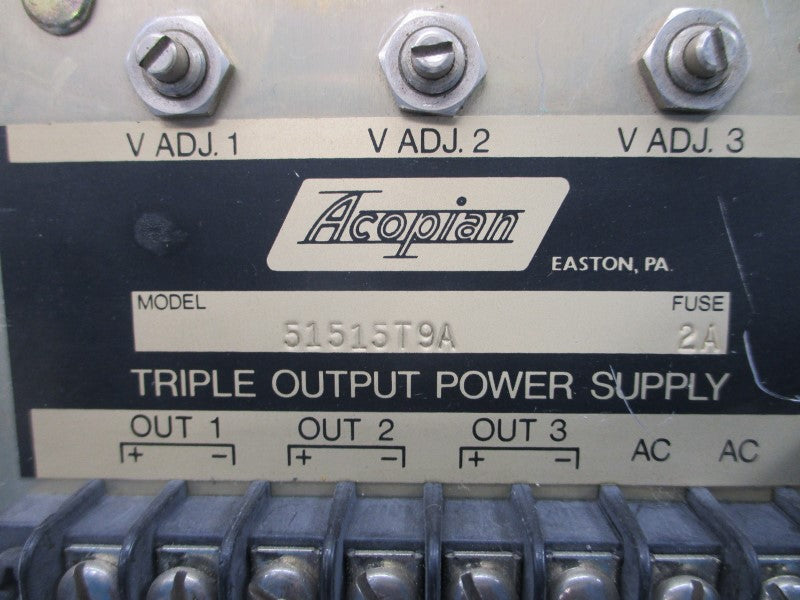 V ADJ. 1 V ADJ. 2 V ADJ. 3
Acopian
EASTON, PA.
MODEL FUSE
51515T9A 2A
TRIPLE OUTPUT POWER SUPPLY
OUT 1 OUT 2 OUT 3 AC AC
+ - + - + -